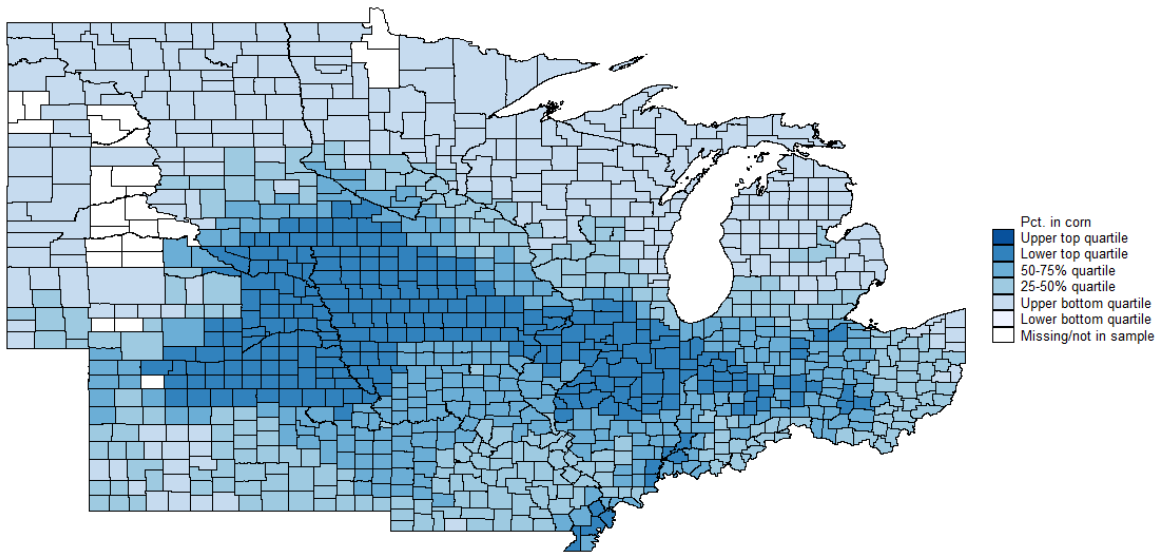 Pct. in corn
Upper top quartile
Lower top quartile
50-75% quartile
25-50% quartile
Upper bottom quartile
Lower bottom quartile
Missing/not in sample